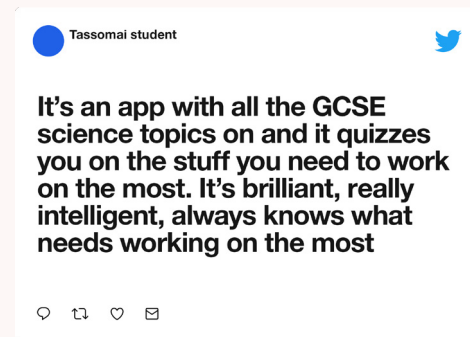 Tassomai student
It's an app with all the GCSE
science topics on and it quizzes
you on the stuff you need to work
on the most. It's brilliant, really
intelligent, always knows what
needs working on the most